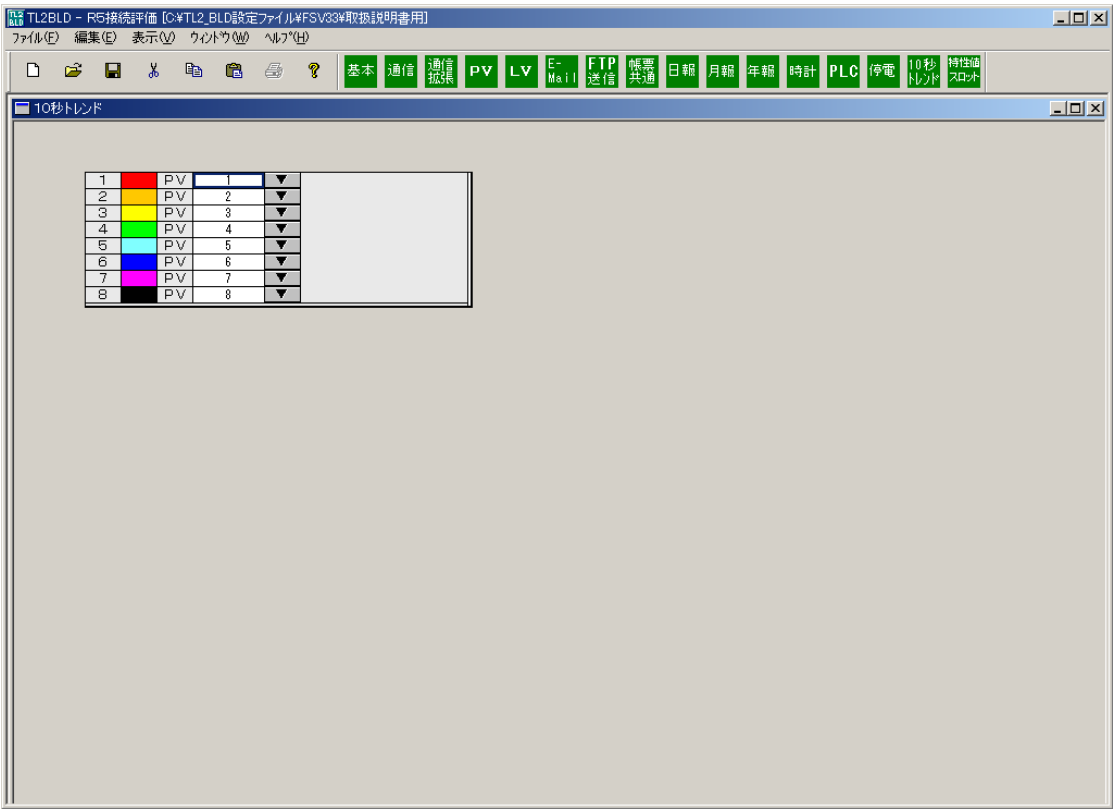 TL2BLD - R5接続評価 [C:¥TL2_BLD設定ファイル¥FSV33¥取扱説明書用]
ファイル(F) 編集(E) 表示(V) ウィンドウ(W) ヘルプ(H)
基本 通信 通信拡張 PV LV E-Mail FTP送信 帳票共通 日報 月報 年報 時計 PLC 停電 10秒トレンド 特性値スロット
10秒トレンド
1 PV 1 ▼
2 PV 2 ▼
3 PV 3 ▼
4 PV 4 ▼
5 PV 5 ▼
6 PV 6 ▼
7 PV 7 ▼
8 PV 8 ▼